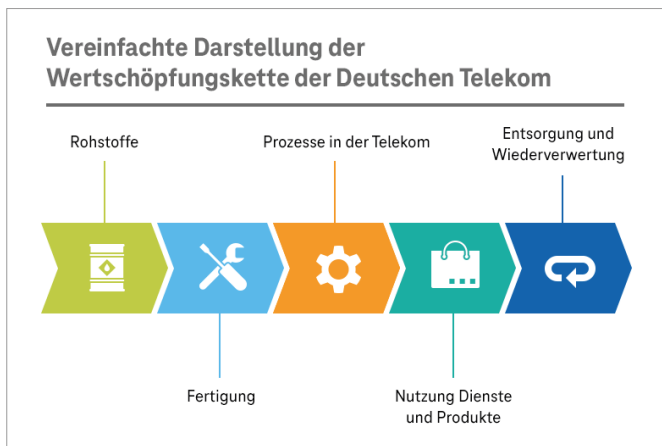 Vereinfachte Darstellung der
Wertschöpfungskette der Deutschen Telekom
Rohstoffe
Prozesse in der Telekom
Entsorgung und
Wiederverwertung
Fertigung
Nutzung Dienste
und Produkte